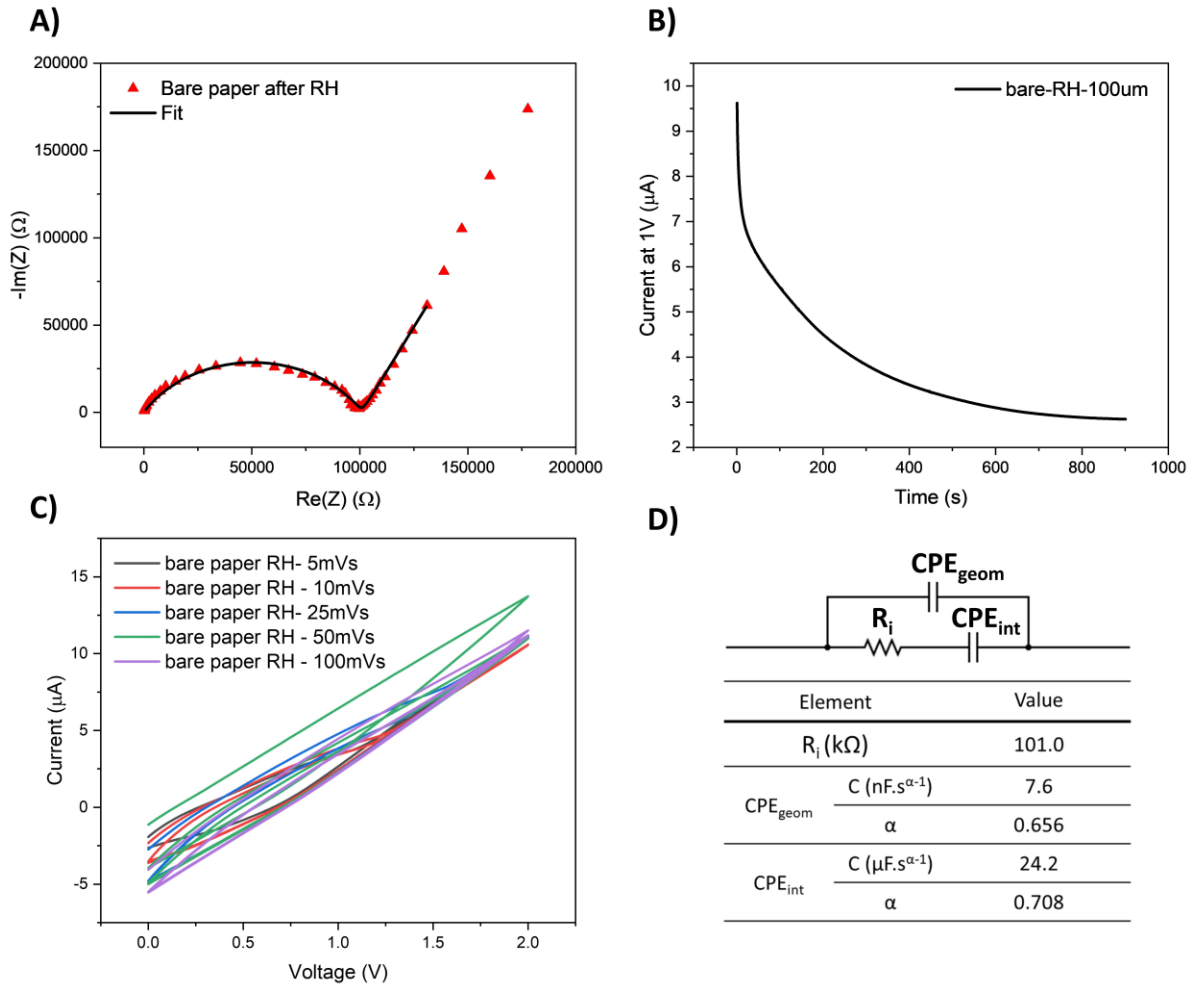 A)
200000
150000
100000
50000
0
-Im(Z) (Ω)
Bare paper after RH
Fit
0 50000 100000 150000 200000
Re(Z) (Ω)
B)
10
9
8
7
6
5
4
3
2
Current at 1V (µA)
bare-RH-100um
0 200 400 600 800 1000
Time (s)
C)
15
10
5
0
-5
Current (µA)
bare paper RH- 5mVs
bare paper RH - 10mVs
bare paper RH- 25mVs
bare paper RH - 50mVs
bare paper RH - 100mVs
0.0 0.5 1.0 1.5 2.0
Voltage (V)
D)
CPEgeom
Ri CPEint
Element Value
Ri (kΩ) 101.0
CPEgeom
C (nF.sα-1) 7.6
α 0.656
CPEint
C (µF.sα-1) 24.2
α 0.708